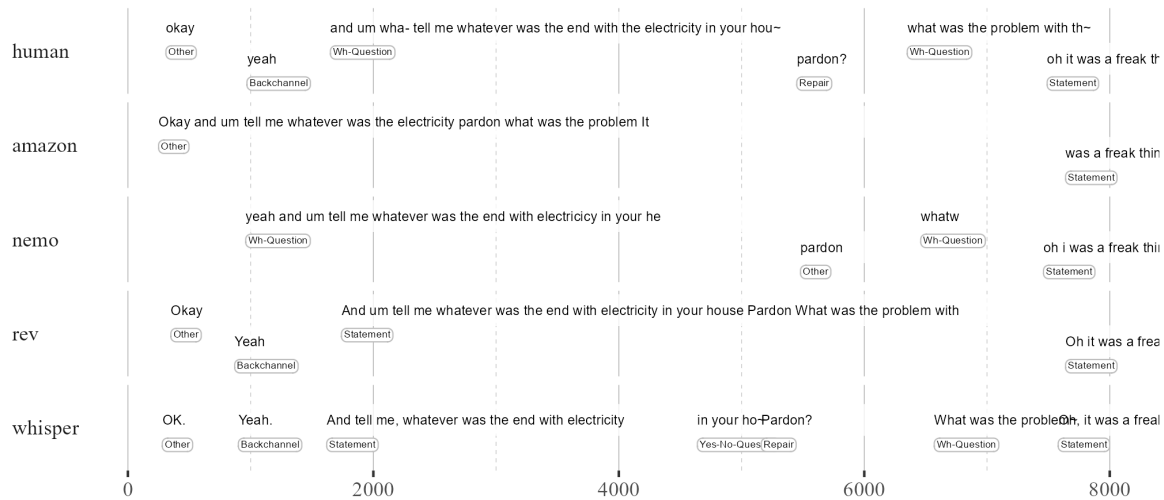 okay and um wha- tell me whatever was the end with the electricity in your hou~ what was the problem with th~
human Other Wh-Question Wh-Question
yeah pardon? oh it was a freak th
Backchannel Repair Statement
Okay and um tell me whatever was the electricity pardon what was the problem It
amazon Other
was a freak thin
Statement
yeah and um tell me whatever was the end with electricicy in your he whatw
nemo Wh-Question Wh-Question
pardon oh i was a freak thi
Other Statement
Okay And um tell me whatever was the end with electricity in your house Pardon What was the problem with
rev Other Statement
Yeah Oh it was a frea
Backchannel Statement
OK. Yeah. And tell me, whatever was the end with electricity in your ho~ Pardon? What was the problem Oh, it was a freak
whisper Other Backchannel Statement Yes-No-Ques Repair Wh-Question Statement
0 2000 4000 6000 8000